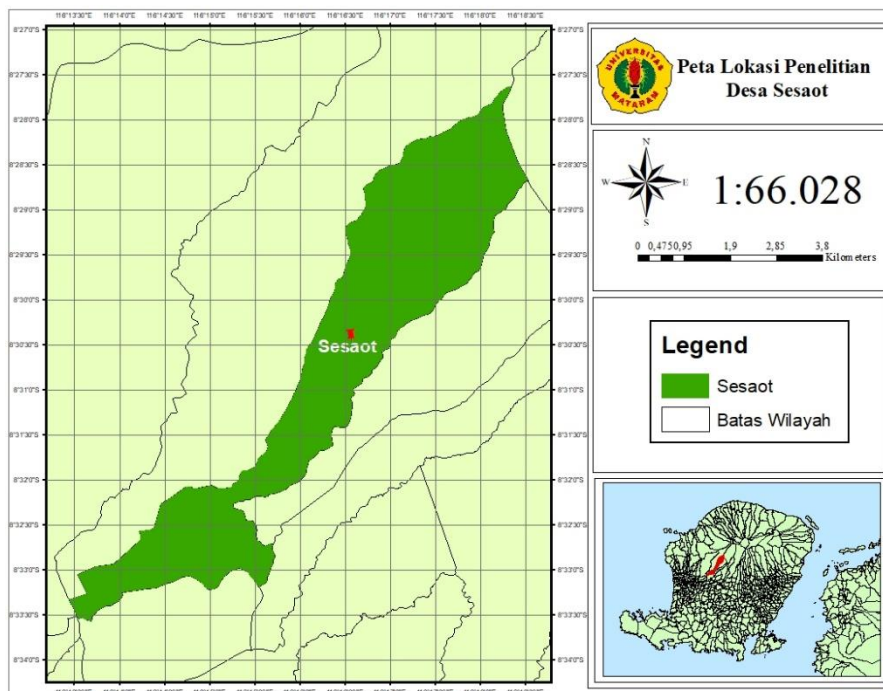 116°13'30"E 116°14'0"E 116°14'30"E 116°15'0"E 116°15'30"E 116°16'0"E 116°16'30"E 116°17'0"E 116°17'30"E 116°18'0"E 116°18'30"E
8°27'0"S
8°27'30"S
8°28'0"S
8°28'30"S
8°29'0"S
8°29'30"S
8°30'0"S
8°30'30"S
8°31'0"S
8°31'30"S
8°32'0"S
8°32'30"S
8°33'0"S
8°33'30"S
8°34'0"S
Sesaot
UNIVERSITAS
MATARAM
Peta Lokasi Penelitian
Desa Sesaot
N
W
E
S
1:66.028
0 0,4750,95 1,9 2,85 3,8
Kilometers
Legend
Sesaot
Batas Wilayah